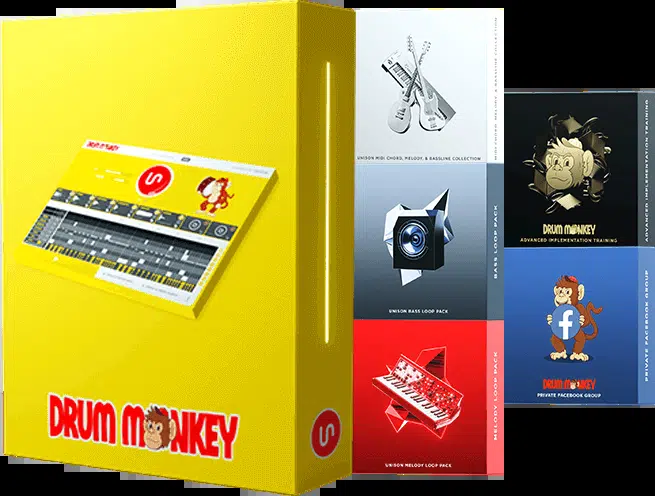 DRUM MONKEY
UNISON MIDI CHORD, MELODY, & BASSLINE COLLECTION
MIDI CHORD, MELODY, & BASSLINE COLLECTION
UNISON BASS LOOP PACK
BASS LOOP PACK
UNISON MELODY LOOP PACK
MELODY LOOP PACK
DRUM MONKEY
ADVANCED IMPLEMENTATION TRAINING
ADVANCED IMPLEMENTATION TRAINING
DRUM MONKEY
PRIVATE FACEBOOK GROUP
PRIVATE FACEBOOK GROUP